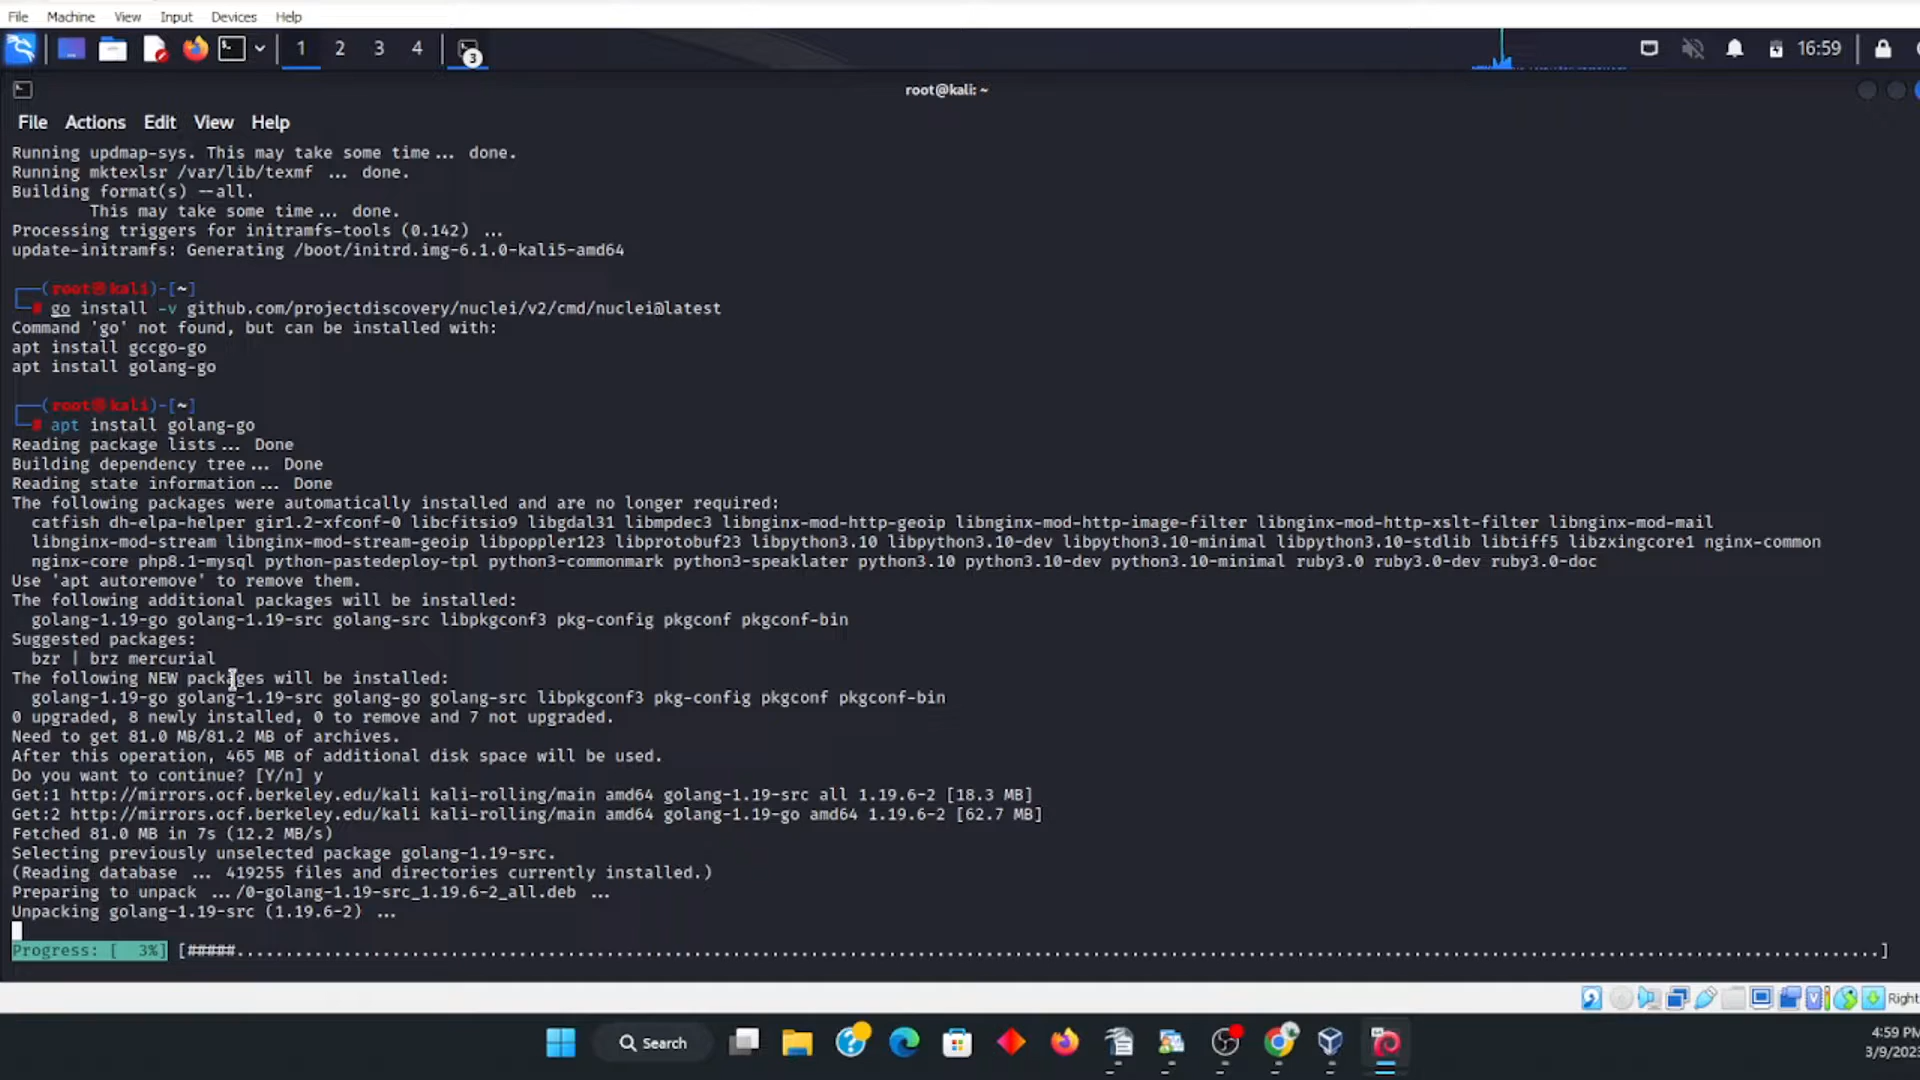 File Machine View Input Devices Help
1 2 3 4 3 16:59
root@kali: ~
File Actions Edit View Help
Running updmap-sys. This may take some time... done.
Running mktexlsr /var/lib/texmf ... done.
Building format(s) --all.
This may take some time... done.
Processing triggers for initramfs-tools (0.142) ...
update-initramfs: Generating /boot/initrd.img-6.1.0-kali5-amd64
(root㉿kali)-[~]
# go install -v github.com/projectdiscovery/nuclei/v2/cmd/nuclei@latest
Command 'go' not found, but can be installed with:
apt install gccgo-go
apt install golang-go
(root㉿kali)-[~]
# apt install golang-go
Reading package lists... Done
Building dependency tree... Done
Reading state information... Done
The following packages were automatically installed and are no longer required:
catfish dh-elpa-helper gir1.2-xfconf-0 libcfitsio9 libgdal31 libmpdec3 libnginx-mod-http-geoip libnginx-mod-http-image-filter libnginx-mod-http-xslt-filter libnginx-mod-mail
libnginx-mod-stream libnginx-mod-stream-geoip libpoppler123 libprotobuf23 libpython3.10 libpython3.10-dev libpython3.10-minimal libpython3.10-stdlib libtiff5 libzxingcore1 nginx-common
nginx-core php8.1-mysql python-pastedeploy-tpl python3-commonmark python3-speaklater python3.10 python3.10-dev python3.10-minimal ruby3.0 ruby3.0-dev ruby3.0-doc
Use 'apt autoremove' to remove them.
The following additional packages will be installed:
golang-1.19-go golang-1.19-src golang-src libpkgconf3 pkg-config pkgconf pkgconf-bin
Suggested packages:
bzr | brz mercurial
The following NEW packages will be installed:
golang-1.19-go golang-1.19-src golang-go golang-src libpkgconf3 pkg-config pkgconf pkgconf-bin
0 upgraded, 8 newly installed, 0 to remove and 7 not upgraded.
Need to get 81.0 MB/81.2 MB of archives.
After this operation, 465 MB of additional disk space will be used.
Do you want to continue? [Y/n] y
Get:1 http://mirrors.ocf.berkeley.edu/kali kali-rolling/main amd64 golang-1.19-src all 1.19.6-2 [18.3 MB]
Get:2 http://mirrors.ocf.berkeley.edu/kali kali-rolling/main amd64 golang-1.19-go amd64 1.19.6-2 [62.7 MB]
Fetched 81.0 MB in 7s (12.2 MB/s)
Selecting previously unselected package golang-1.19-src.
(Reading database ... 419255 files and directories currently installed.)
Preparing to unpack .../0-golang-1.19-src_1.19.6-2_all.deb ...
Unpacking golang-1.19-src (1.19.6-2) ...
Progress: [  3%] [#####.........................................................................................................................................................................]
Right
Search
4:59 PM
3/9/2023